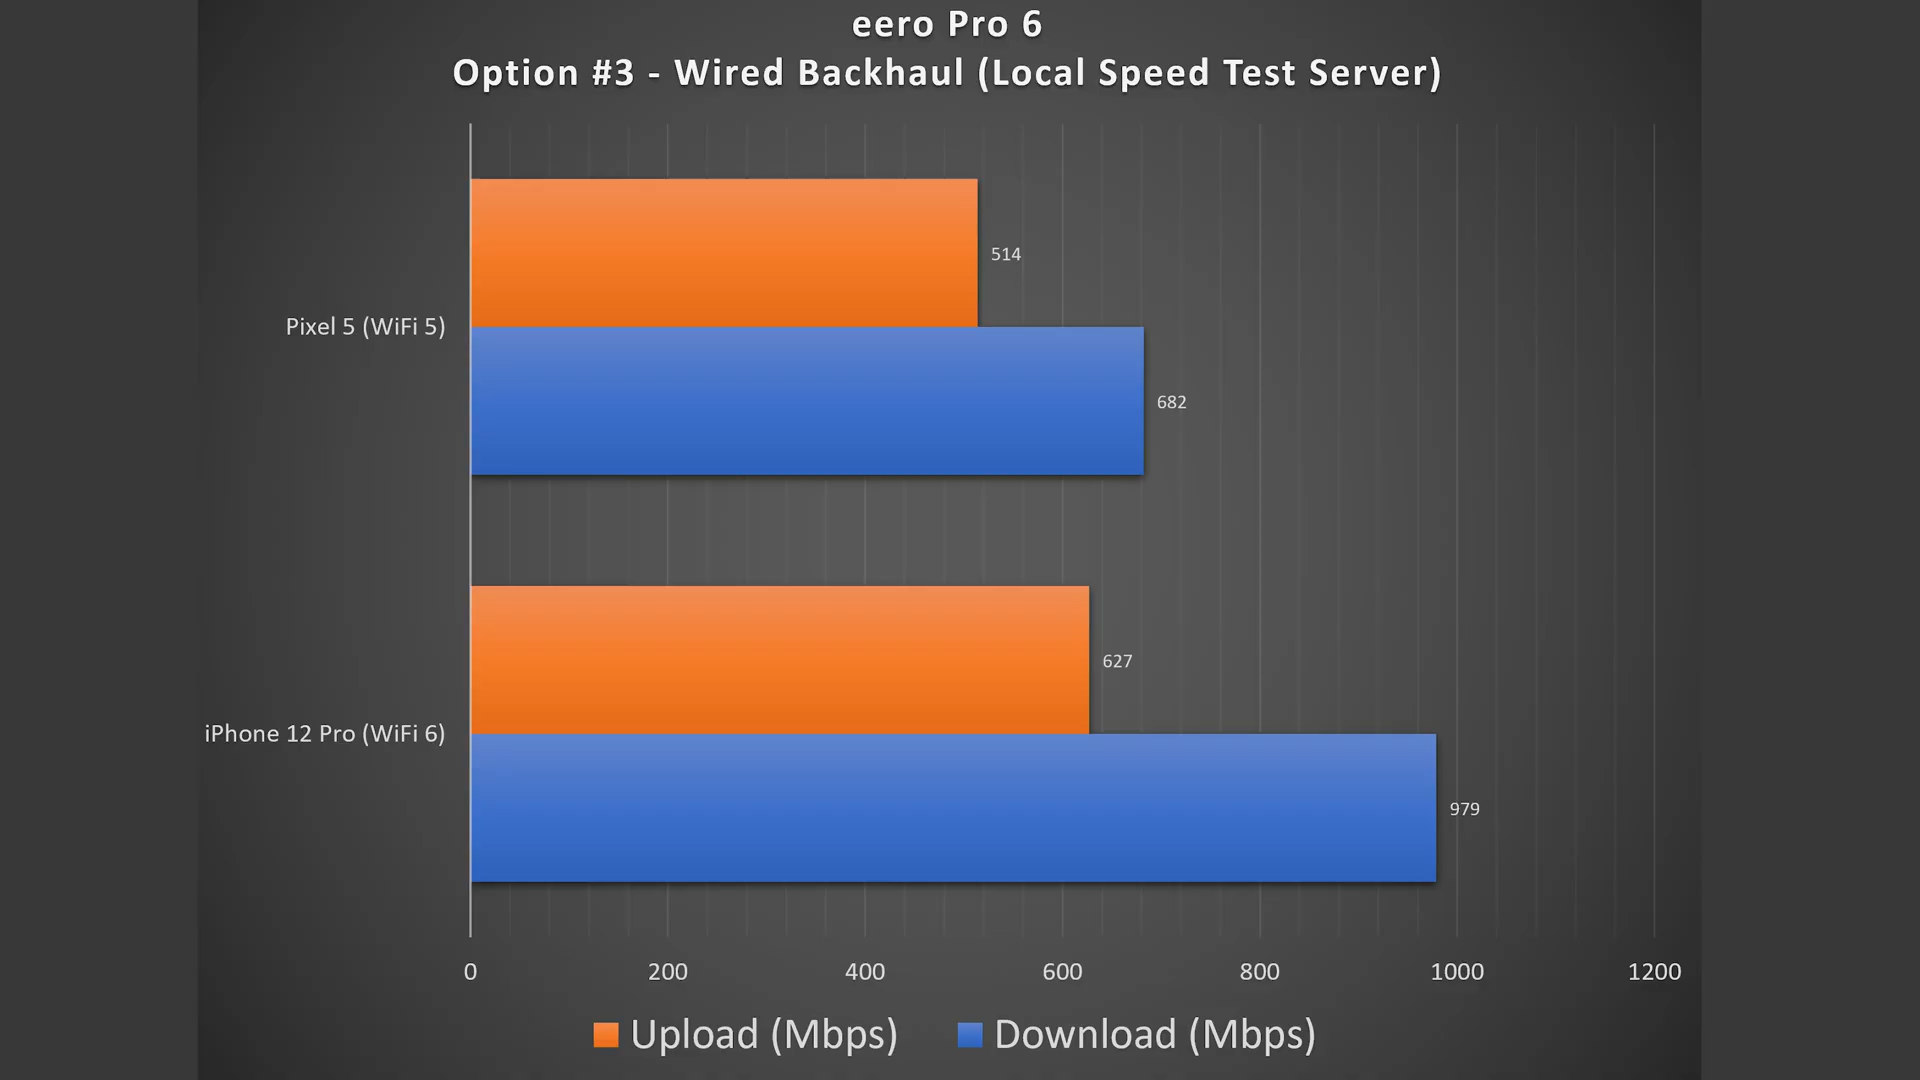 eero Pro 6
Option #3 - Wired Backhaul (Local Speed Test Server)
514
Pixel 5 (WiFi 5)
682
627
iPhone 12 Pro (WiFi 6)
979
0 200 400 600 800 1000 1200
Upload (Mbps) Download (Mbps)